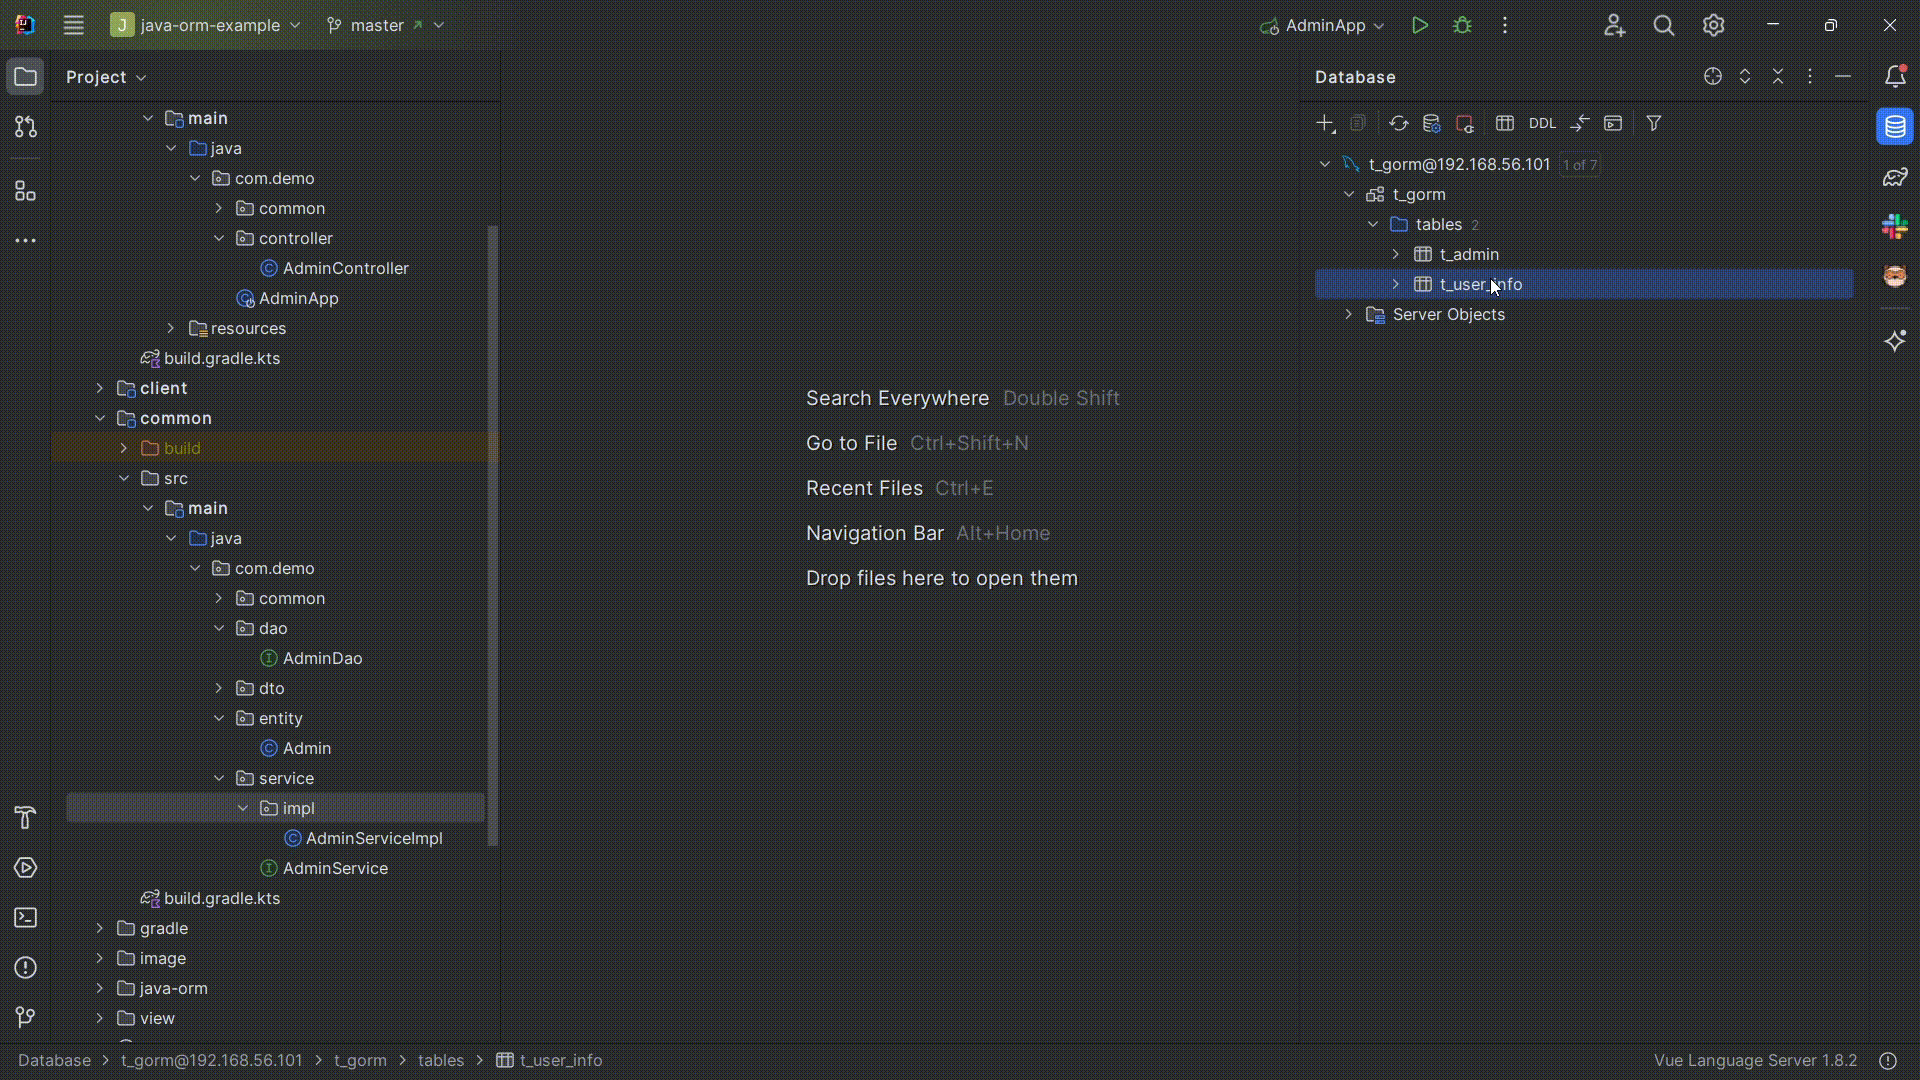 J java-orm-example master AdminApp
Project
main
java
com.demo
common
controller
AdminController
AdminApp
resources
build.gradle.kts
client
common
build
src
main
java
com.demo
common
dao
AdminDao
dto
entity
Admin
service
impl
AdminServiceImpl
AdminService
build.gradle.kts
gradle
image
java-orm
view
Search Everywhere Double Shift
Go to File Ctrl+Shift+N
Recent Files Ctrl+E
Navigation Bar Alt+Home
Drop files here to open them
Database
DDL
t_gorm@192.168.56.101 1 of 7
t_gorm
tables 2
t_admin
t_user_info
Server Objects
Database > t_gorm@192.168.56.101 > t_gorm > tables > t_user_info
Vue Language Server 1.8.2